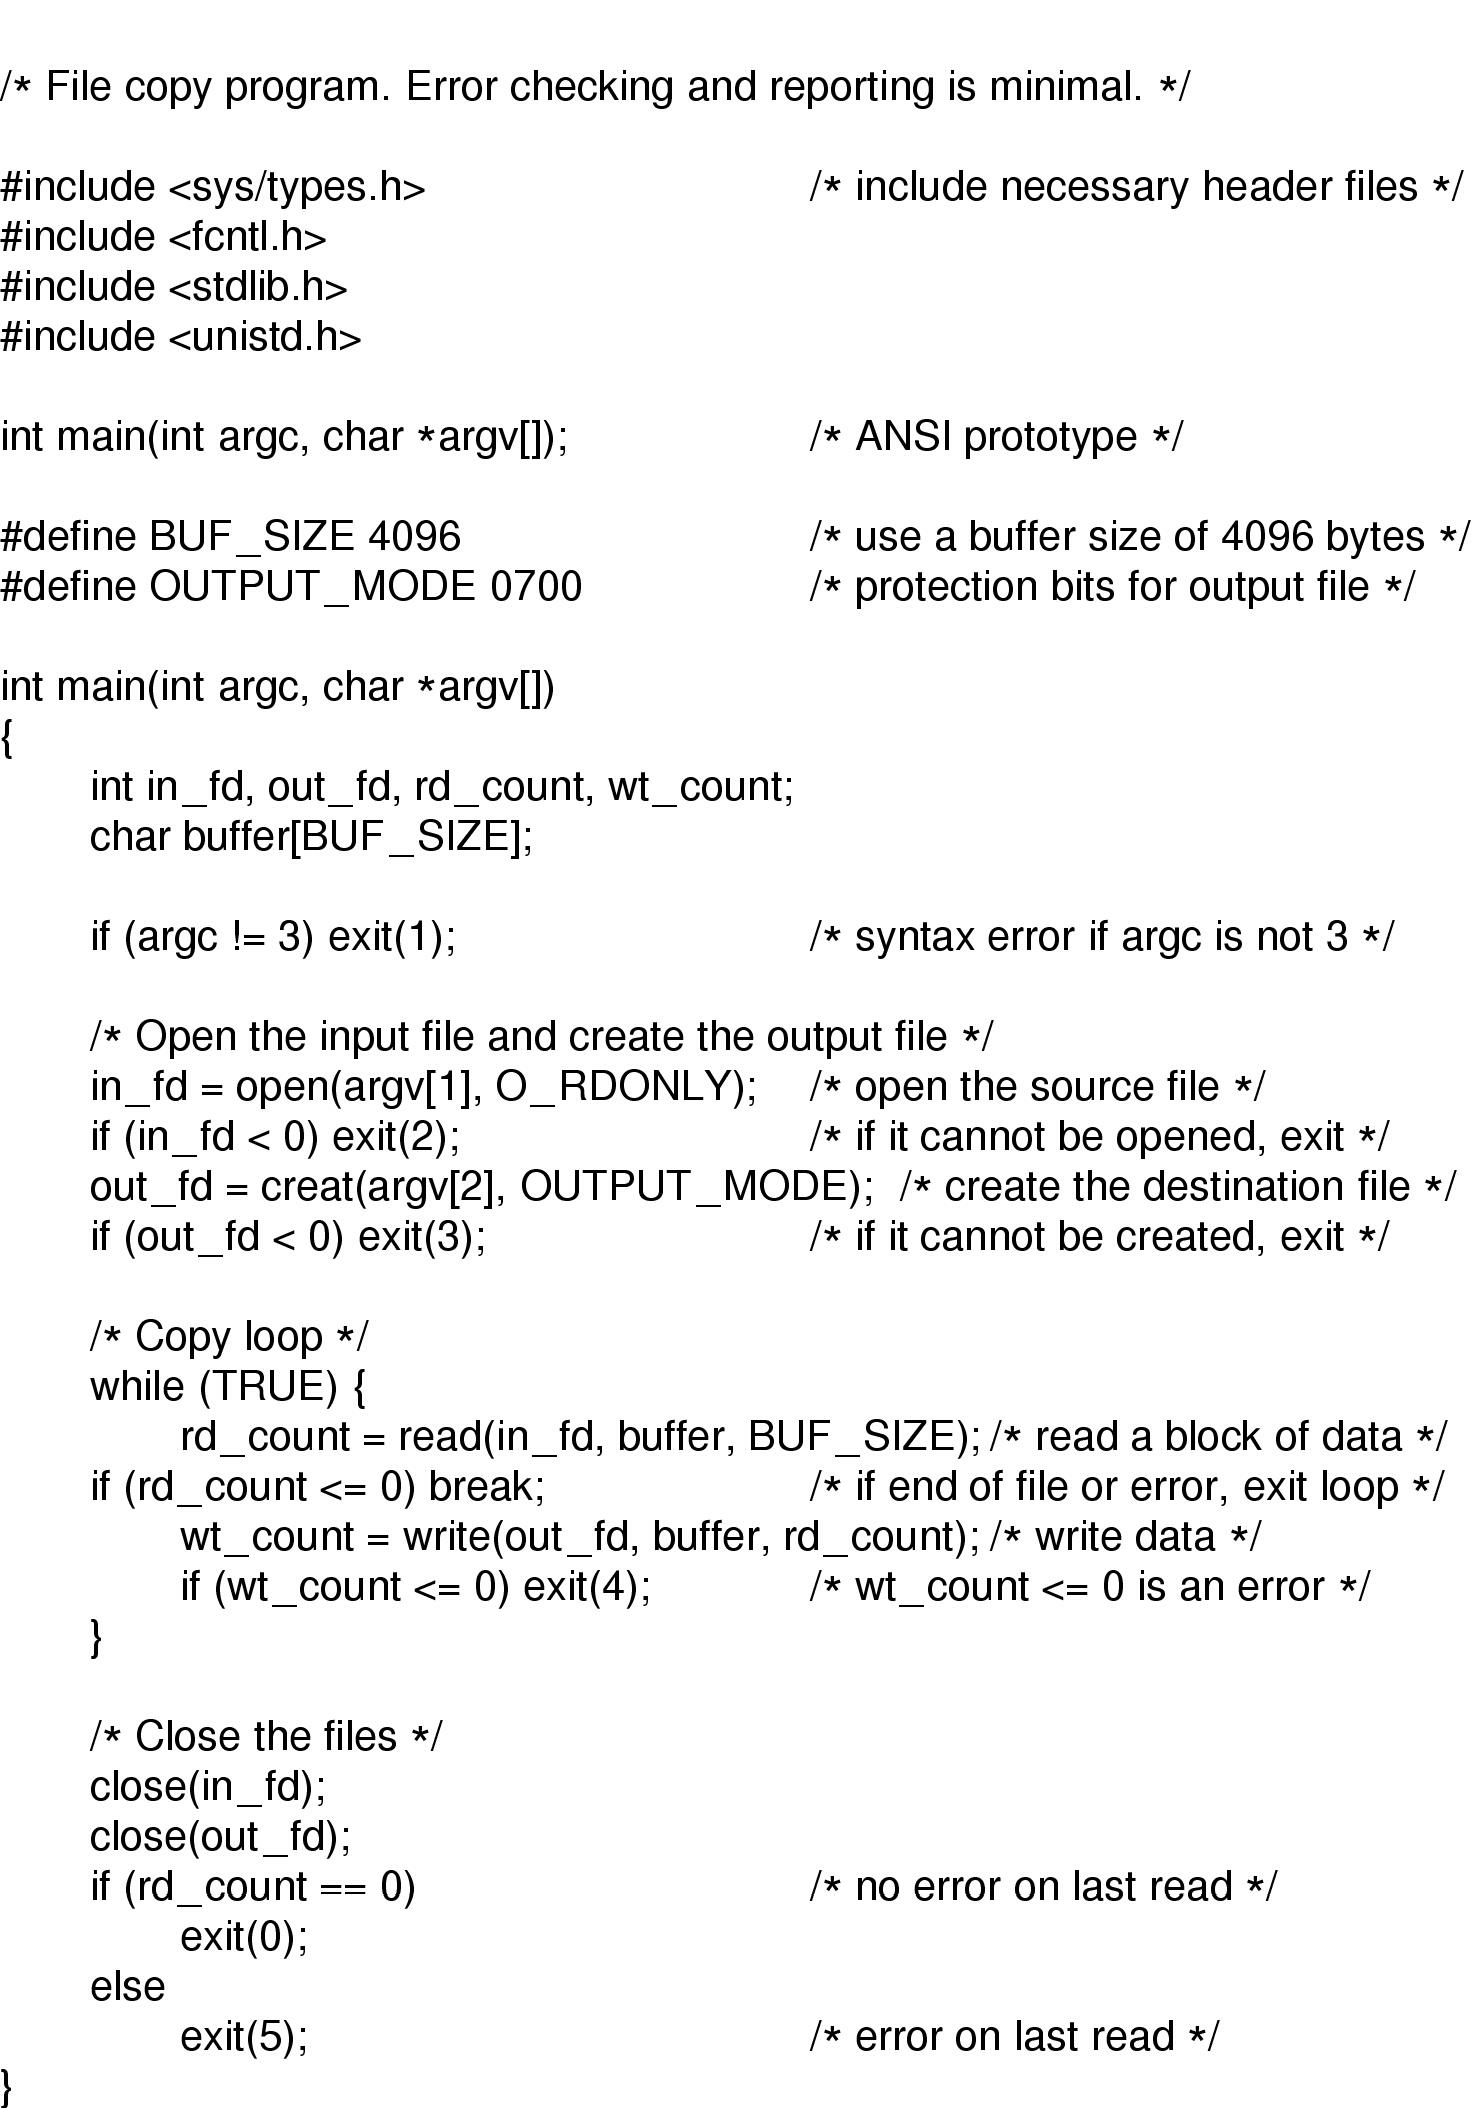 /* File copy program. Error checking and reporting is minimal. */
#include <sys/types.h> /* include necessary header files */
#include <fcntl.h>
#include <stdlib.h>
#include <unistd.h>
int main(int argc, char *argv[]); /* ANSI prototype */
#define BUF_SIZE 4096 /* use a buffer size of 4096 bytes */
#define OUTPUT_MODE 0700 /* protection bits for output file */
int main(int argc, char *argv[])
{
int in_fd, out_fd, rd_count, wt_count;
char buffer[BUF_SIZE];
if (argc != 3) exit(1); /* syntax error if argc is not 3 */
/* Open the input file and create the output file */
in_fd = open(argv[1], O_RDONLY); /* open the source file */
if (in_fd < 0) exit(2); /* if it cannot be opened, exit */
out_fd = creat(argv[2], OUTPUT_MODE); /* create the destination file */
if (out_fd < 0) exit(3); /* if it cannot be created, exit */
/* Copy loop */
while (TRUE) {
rd_count = read(in_fd, buffer, BUF_SIZE); /* read a block of data */
if (rd_count <= 0) break; /* if end of file or error, exit loop */
wt_count = write(out_fd, buffer, rd_count); /* write data */
if (wt_count <= 0) exit(4); /* wt_count <= 0 is an error */
}
/* Close the files */
close(in_fd);
close(out_fd);
if (rd_count == 0) /* no error on last read */
exit(0);
else
exit(5); /* error on last read */
}